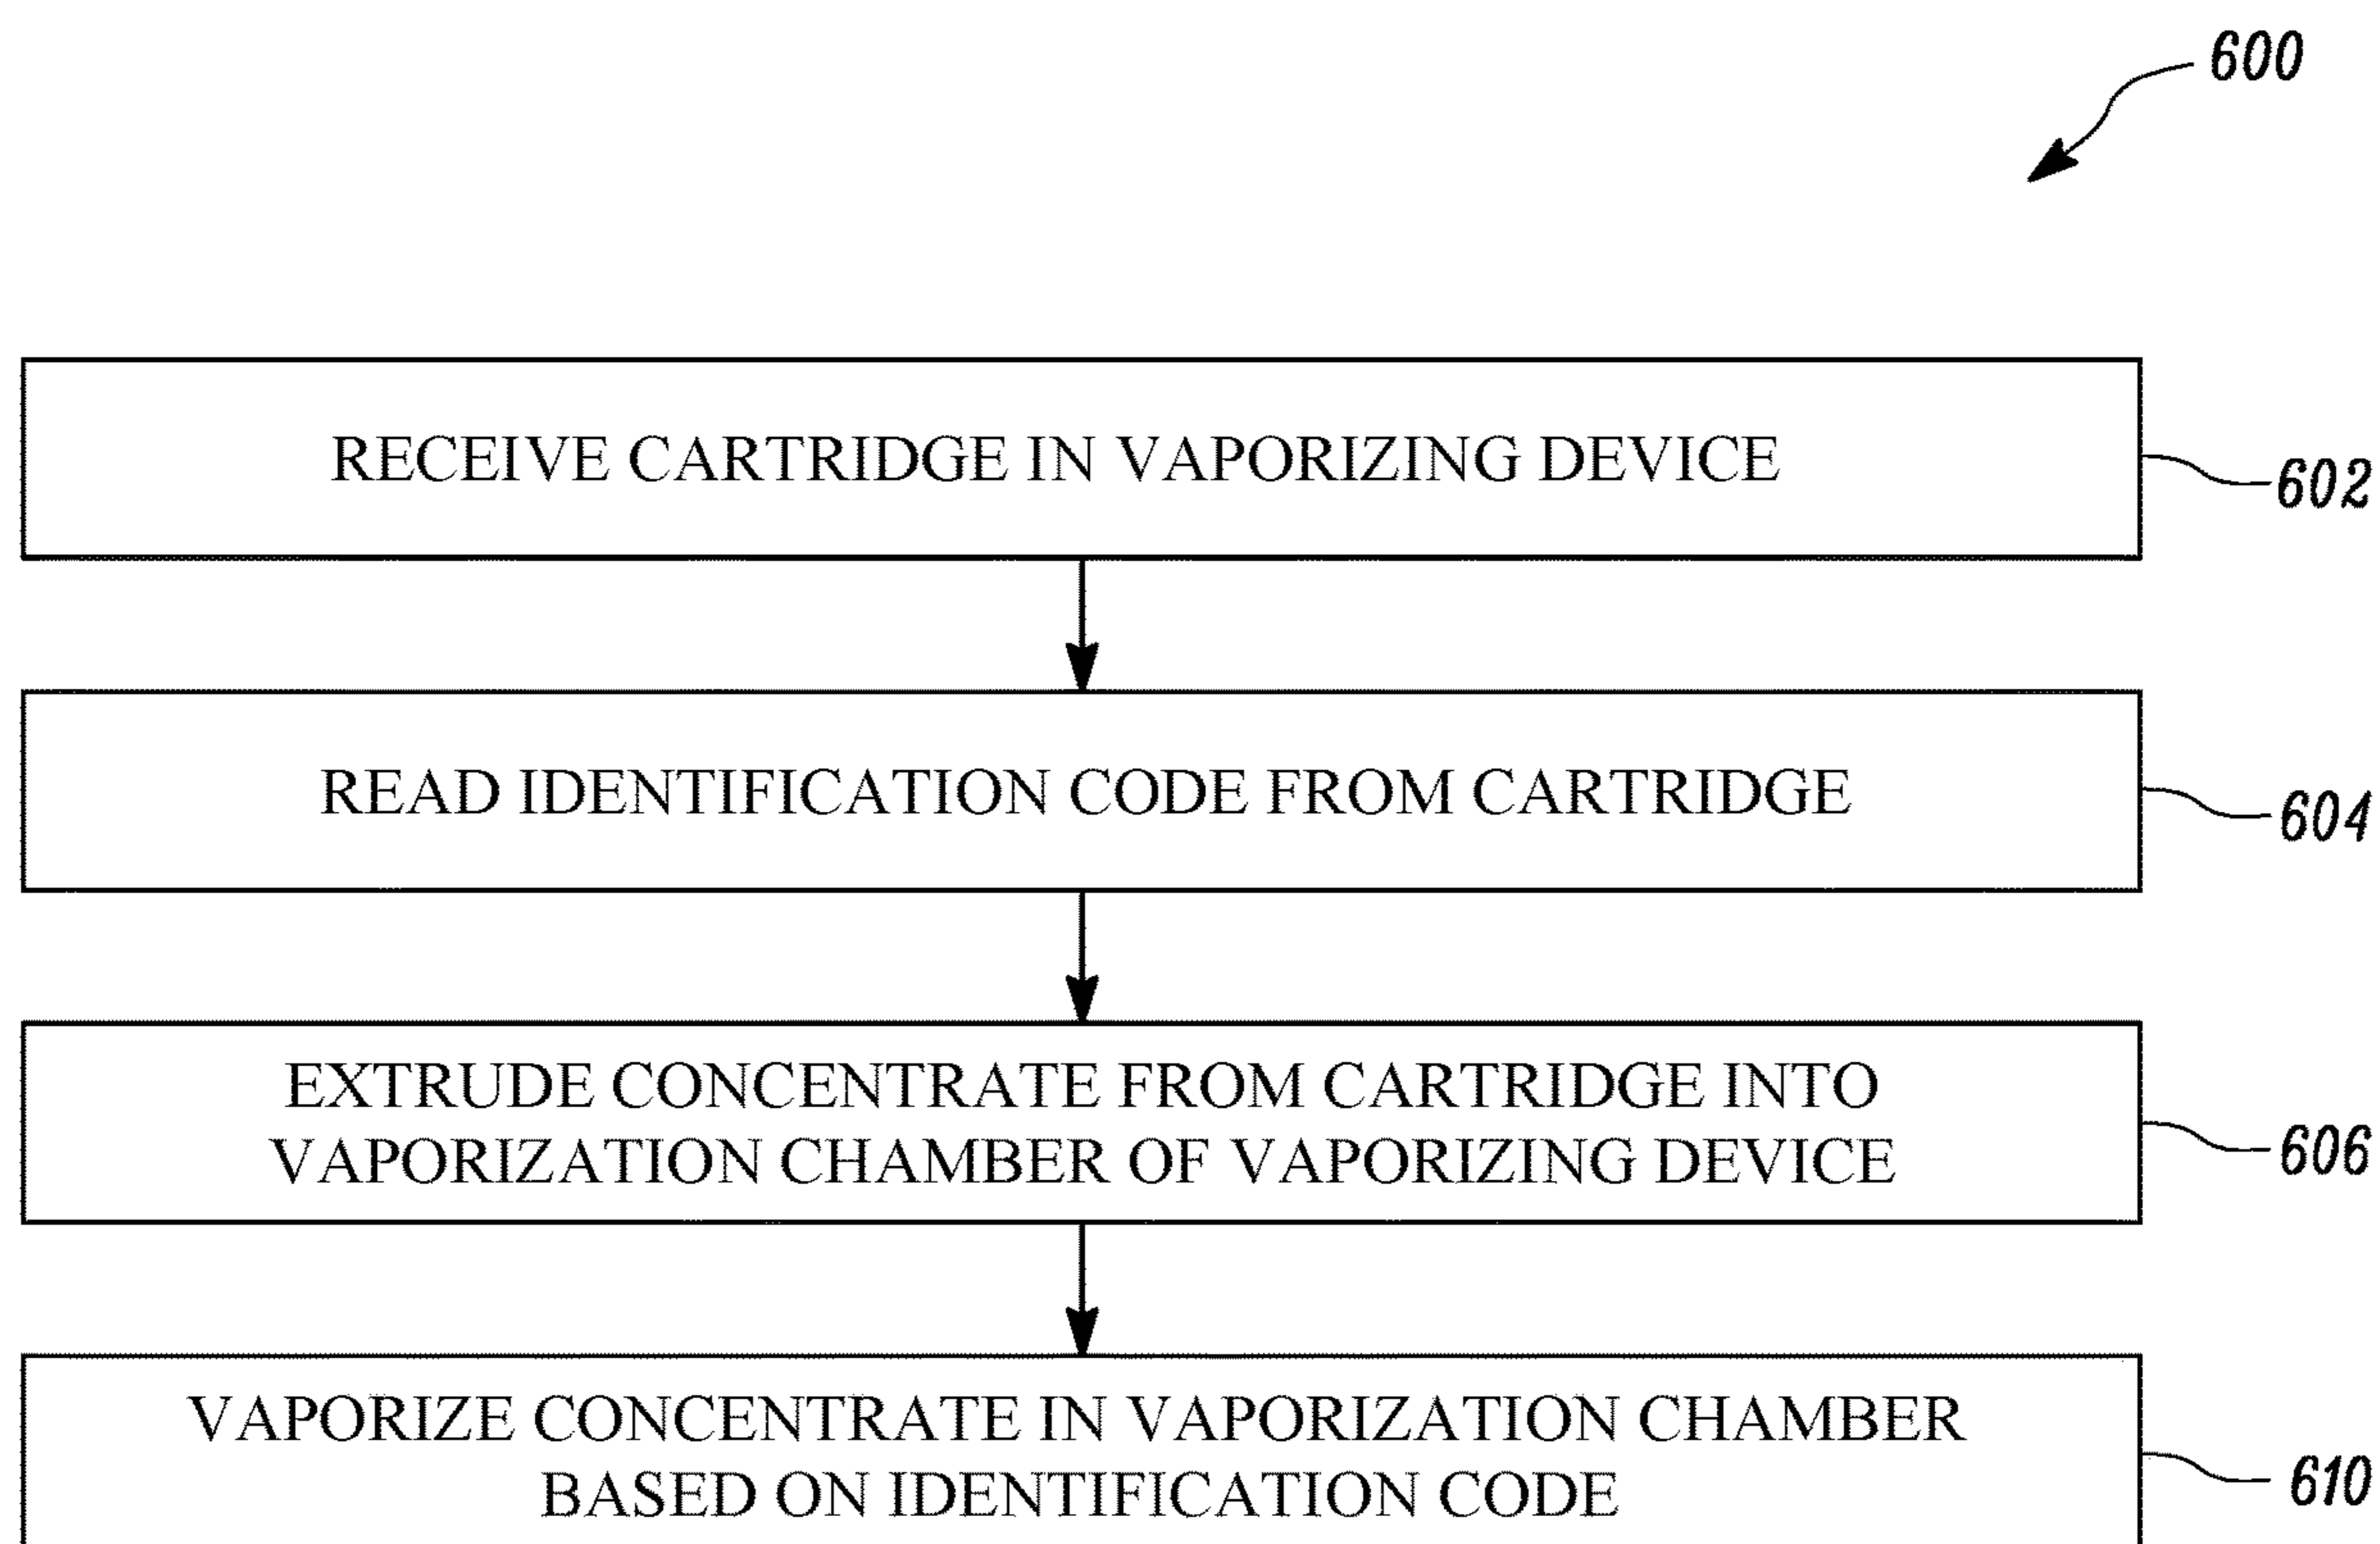 600
RECEIVE CARTRIDGE IN VAPORIZING DEVICE
602
READ IDENTIFICATION CODE FROM CARTRIDGE
604
EXTRUDE CONCENTRATE FROM CARTRIDGE INTO
VAPORIZATION CHAMBER OF VAPORIZING DEVICE
606
VAPORIZE CONCENTRATE IN VAPORIZATION CHAMBER
BASED ON IDENTIFICATION CODE
610